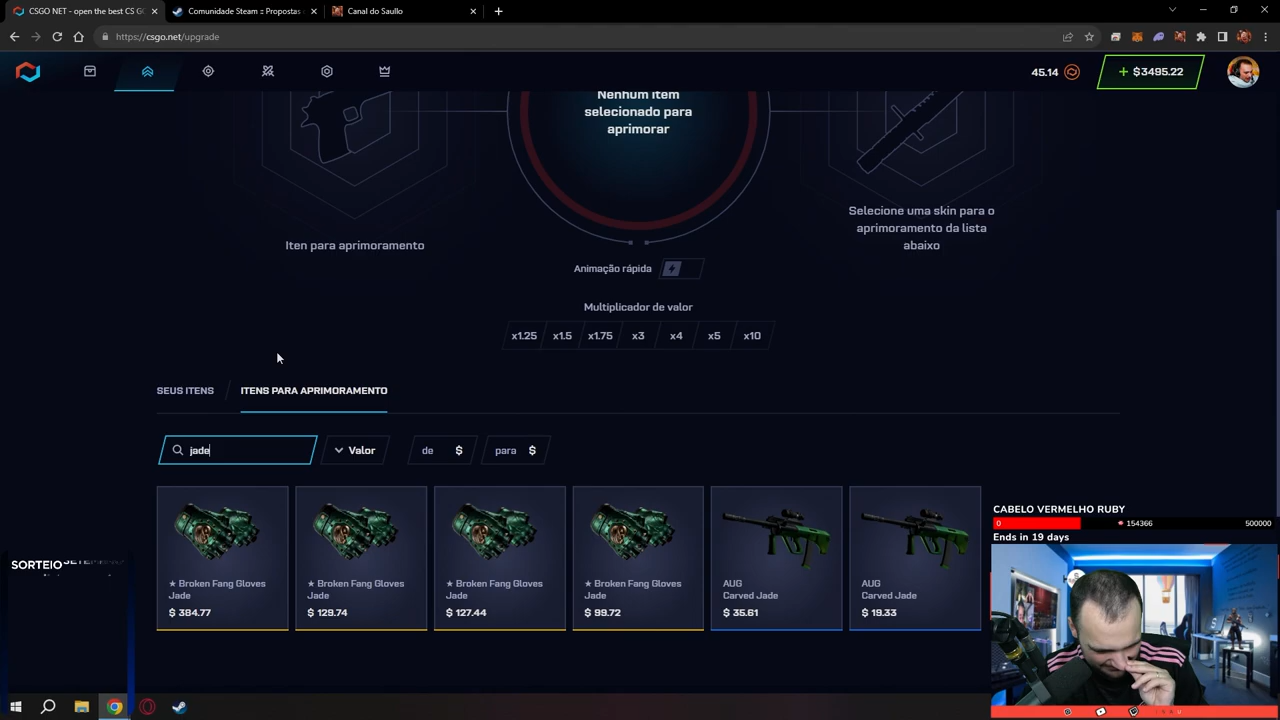 CSGO NET - open the best CS G
Comunidade Steam :: Propostas
Canal do Saullo
https://csgo.net/upgrade
45.14
+ $3495.22
Nenhum item
selecionado para
aprimorar
Iten para aprimoramento
Selecione uma skin para o
aprimoramento da lista
abaixo
Animação rápida
Multiplicador de valor
x1.25 x1.5 x1.75 x3 x4 x5 x10
SEUS ITENS
ITENS PARA APRIMORAMENTO
jade
Valor
de $
para $
★ Broken Fang Gloves
Jade
$ 384.77
★ Broken Fang Gloves
Jade
$ 129.74
★ Broken Fang Gloves
Jade
$ 127.44
★ Broken Fang Gloves
Jade
$ 99.72
AUG
Carved Jade
$ 35.61
AUG
Carved Jade
$ 19.33
CABELO VERMELHO RUBY
0 154366 500000
Ends in 19 days
SORTEIO